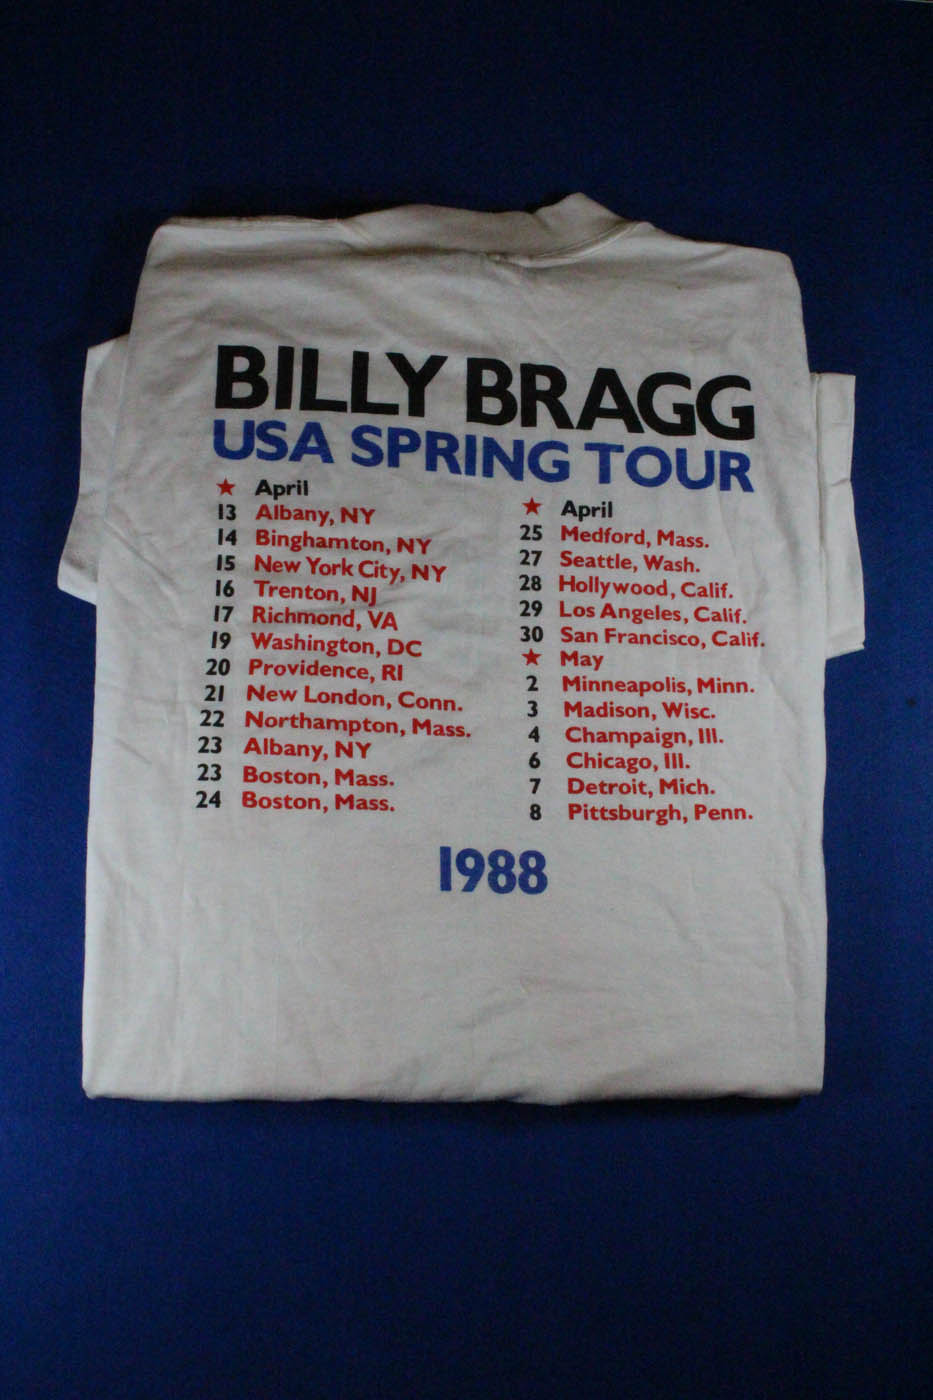 BILLY BRAGG
USA SPRING TOUR
★ April
13 Albany, NY
14 Binghamton, NY
15 New York City, NY
16 Trenton, NJ
17 Richmond, VA
19 Washington, DC
20 Providence, RI
21 New London, Conn.
22 Northampton, Mass.
23 Albany, NY
23 Boston, Mass.
24 Boston, Mass.
★ April
25 Medford, Mass.
27 Seattle, Wash.
28 Hollywood, Calif.
29 Los Angeles, Calif.
30 San Francisco, Calif.
★ May
2 Minneapolis, Minn.
3 Madison, Wisc.
4 Champaign, Ill.
6 Chicago, Ill.
7 Detroit, Mich.
8 Pittsburgh, Penn.
1988